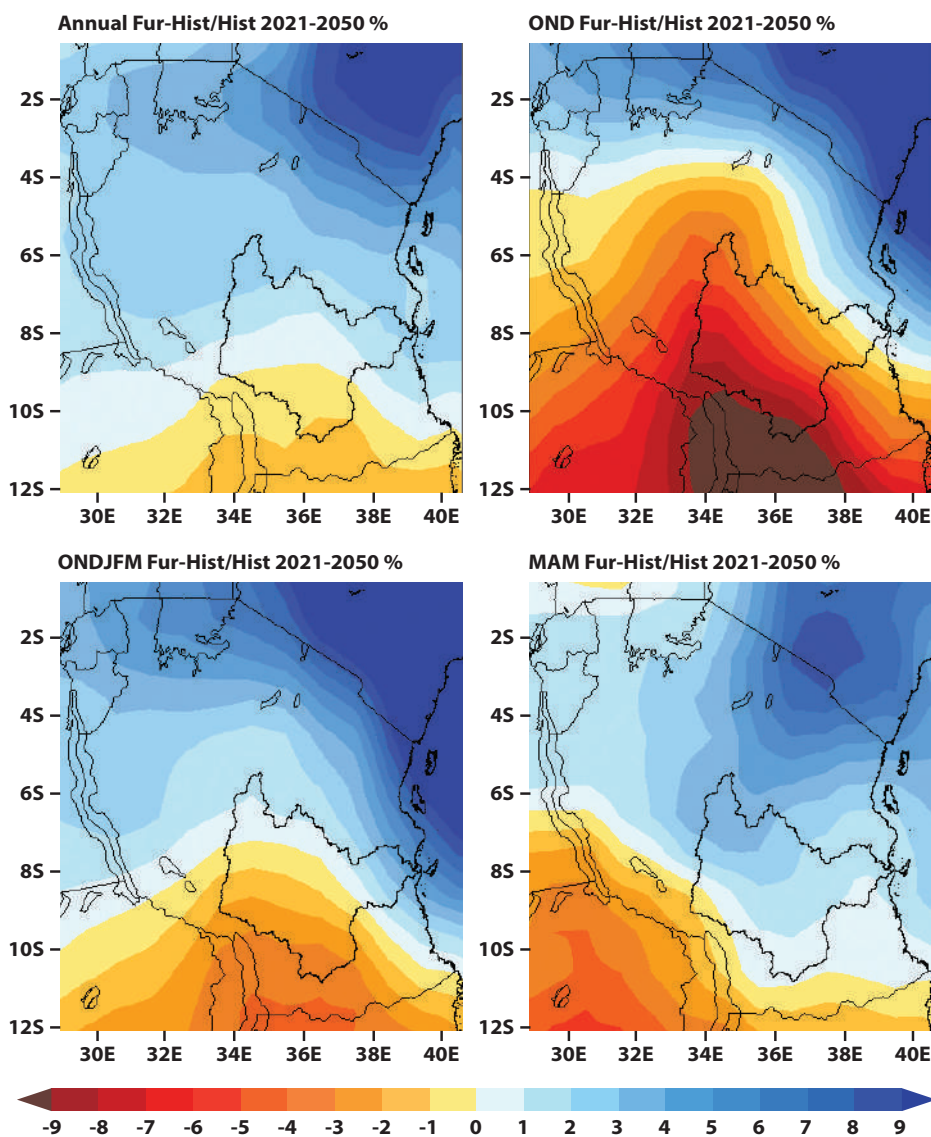 Annual Fur-Hist/Hist 2021-2050 %
OND Fur-Hist/Hist 2021-2050 %
2S
4S
6S
8S
10S
12S
30E 32E 34E 36E 38E 40E
2S
4S
6S
8S
10S
12S
30E 32E 34E 36E 38E 40E
ONDJFM Fur-Hist/Hist 2021-2050 %
MAM Fur-Hist/Hist 2021-2050 %
2S
4S
6S
8S
10S
12S
30E 32E 34E 36E 38E 40E
2S
4S
6S
8S
10S
12S
30E 32E 34E 36E 38E 40E
-9 -8 -7 -6 -5 -4 -3 -2 -1 0 1 2 3 4 5 6 7 8 9